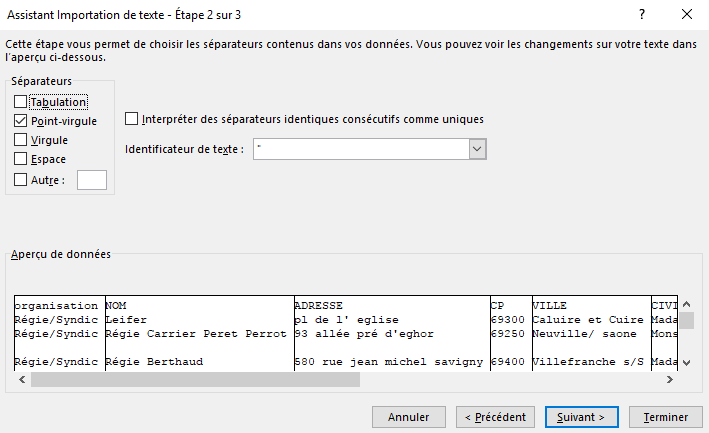 Assistant Importation de texte - Étape 2 sur 3
Cette étape vous permet de choisir les séparateurs contenus dans vos données. Vous pouvez voir les changements sur votre texte dans
l'aperçu ci-dessous.
Séparateurs
Tabulation
Point-virgule
Virgule
Espace
Autre :
Interpréter des séparateurs identiques consécutifs comme uniques
Identificateur de texte : "
Aperçu de données
organisation NOM ADRESSE CP VILLE CIVI
Régie/Syndic Leifer pl de l' eglise 69300 Caluire et Cuire Mada
Régie/Syndic Régie Carrier Peret Perrot 93 allée pré d'eghor 69250 Neuville/ saone Mons
Régie/Syndic Régie Berthaud 580 rue jean michel savigny 69400 Villefranche s/S Mada
Annuler < Précédent Suivant > Terminer